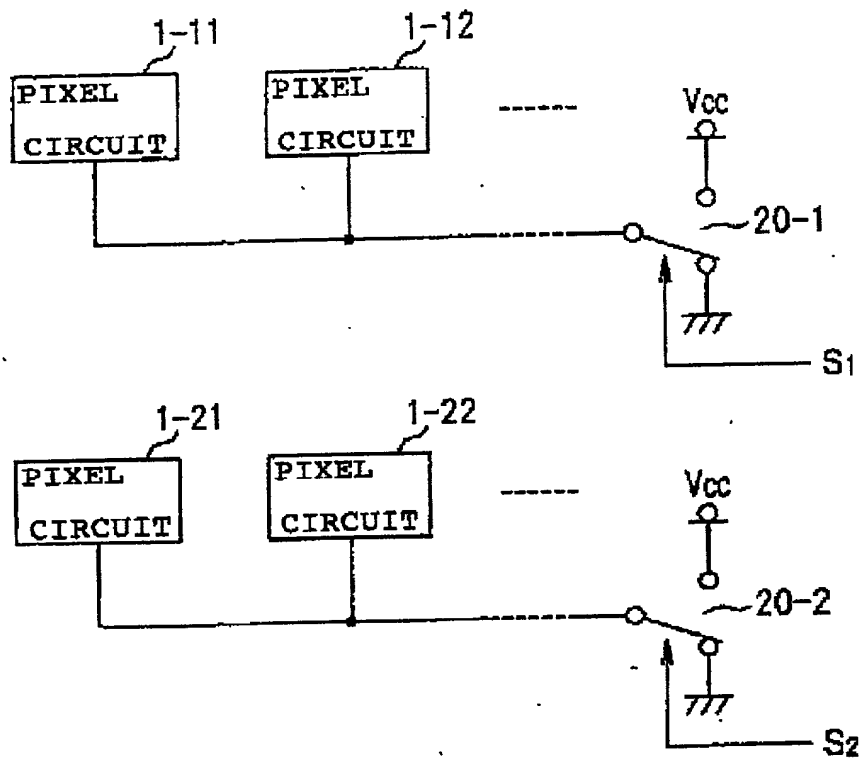 1-11
1-12
PIXEL
CIRCUIT
PIXEL
CIRCUIT
Vcc
20-1
S1
1-21
1-22
PIXEL
CIRCUIT
PIXEL
CIRCUIT
Vcc
20-2
S2